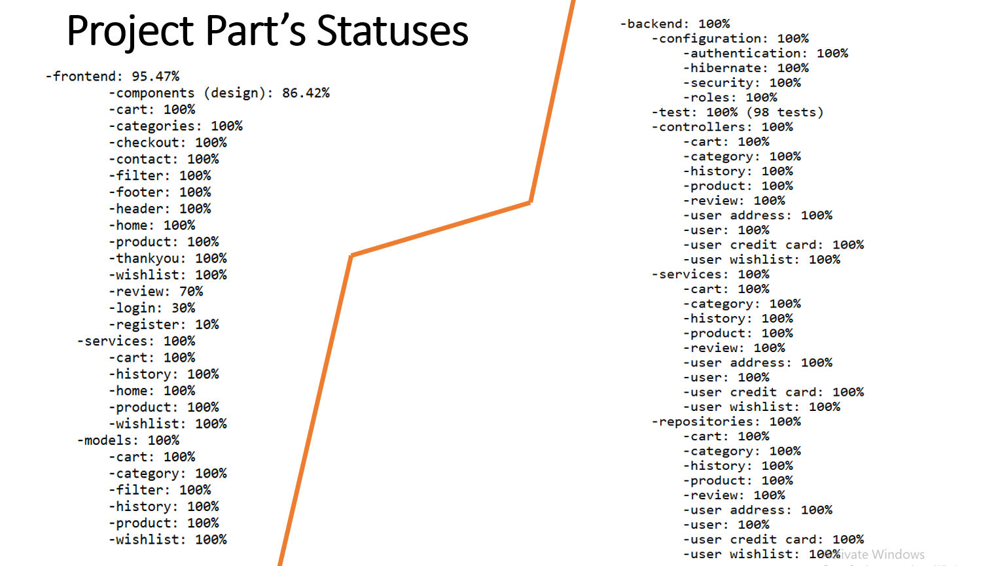 Project Part's Statuses
-frontend: 95.47%
-components (design): 86.42%
-cart: 100%
-categories: 100%
-checkout: 100%
-contact: 100%
-filter: 100%
-footer: 100%
-header: 100%
-home: 100%
-product: 100%
-thankyou: 100%
-wishlist: 100%
-review: 70%
-login: 30%
-register: 10%
-services: 100%
-cart: 100%
-history: 100%
-home: 100%
-product: 100%
-wishlist: 100%
-models: 100%
-cart: 100%
-category: 100%
-filter: 100%
-history: 100%
-product: 100%
-wishlist: 100%
-backend: 100%
-configuration: 100%
-authentication: 100%
-hibernate: 100%
-security: 100%
-roles: 100%
-test: 100% (98 tests)
-controllers: 100%
-cart: 100%
-category: 100%
-history: 100%
-product: 100%
-review: 100%
-user address: 100%
-user: 100%
-user credit card: 100%
-user wishlist: 100%
-services: 100%
-cart: 100%
-category: 100%
-history: 100%
-product: 100%
-review: 100%
-user address: 100%
-user: 100%
-user credit card: 100%
-user wishlist: 100%
-repositories: 100%
-cart: 100%
-category: 100%
-history: 100%
-product: 100%
-review: 100%
-user address: 100%
-user: 100%
-user credit card: 100%
-user wishlist: 100%
Activate Windows